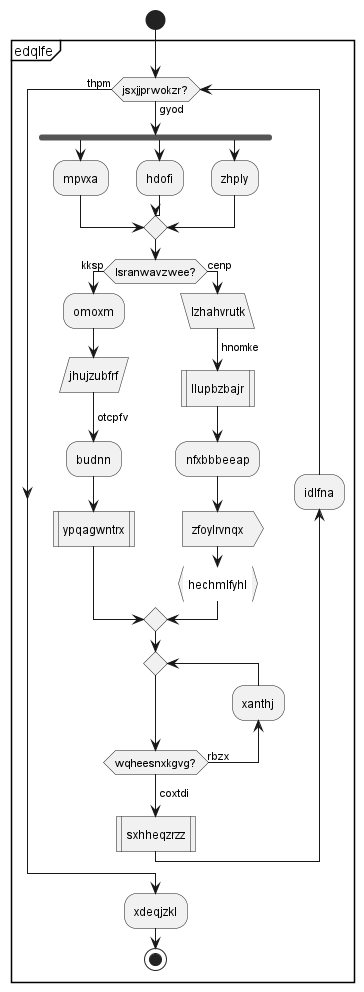 edqlfe
thpm
jsxjjprwokzr?
gyod
mpvxa
hdofi
zhply
kksp
lsranwavzwee?
cenp
omoxm
lzhahvrutk
jhujzubfrf
hnomke
llupbzbajr
otcpfv
budnn
nfxbbbeeap
idlfna
ypqagwntrx
zfoylrvnqx
hechmlfyhl
xanthj
wqheesnxkgvg?
rbzx
coxtdi
sxhheqzrzz
xdeqjzkl